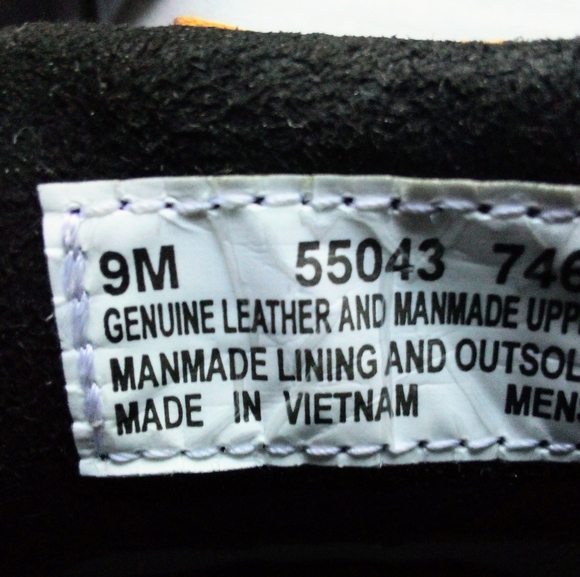 9M 55043 746
GENUINE LEATHER AND MANMADE UPP
MANMADE LINING AND OUTSOL
MADE IN VIETNAM MEN